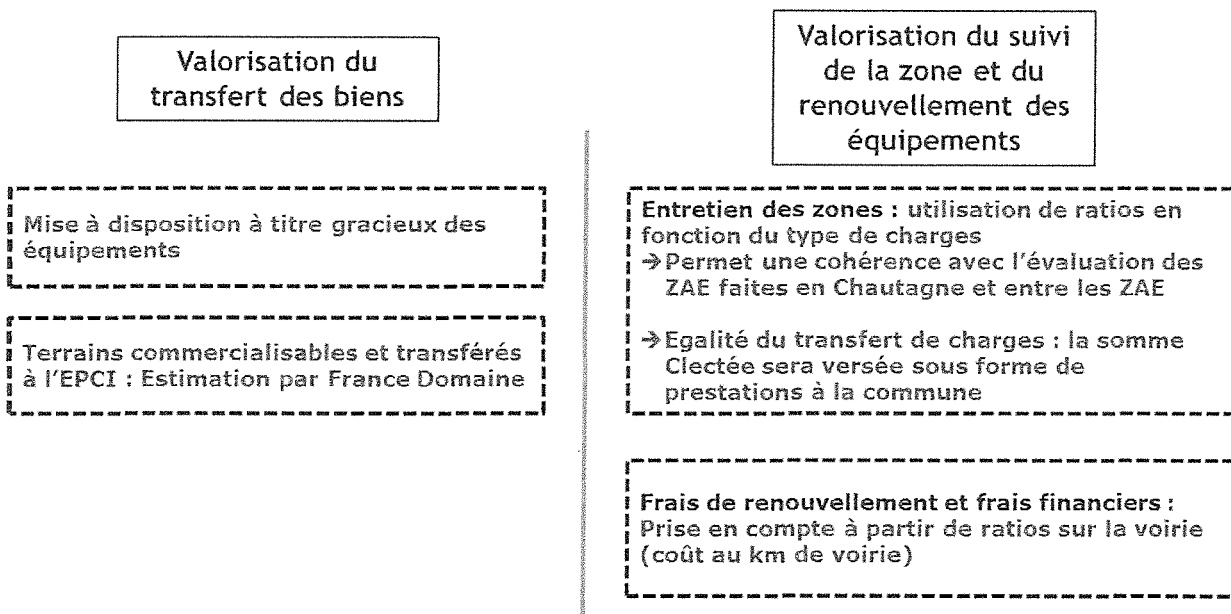 Valorisation du
transfert des biens
Mise à disposition à titre gracieux des
équipements
Terrains commercialisables et transférés
à l'EPCI : Estimation par France Domaine
Valorisation du suivi
de la zone et du
renouvellement des
équipements
Entretien des zones : utilisation de ratios en
fonction du type de charges
→Permet une cohérence avec l'évaluation des
ZAE faites en Chautagne et entre les ZAE
→Egalité du transfert de charges : la somme
Clectée sera versée sous forme de
prestations à la commune
Frais de renouvellement et frais financiers :
Prise en compte à partir de ratios sur la voirie
(coût au km de voirie)